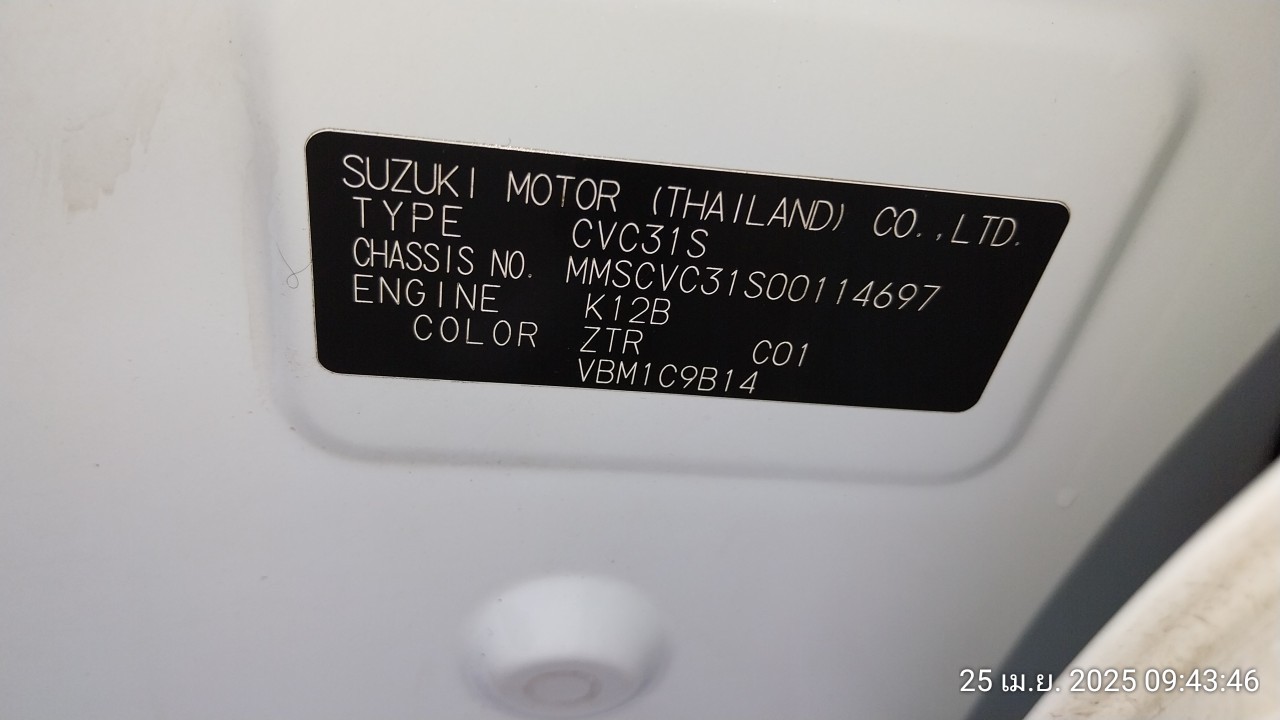 SUZUKI MOTOR (THAILAND) CO.,LTD.
TYPE CVC31S
CHASSIS NO. MMSCVC31S00114697
ENGINE K12B
COLOR ZTR C01
VBM1C9B14
25 เม.ย. 2025 09:43:46